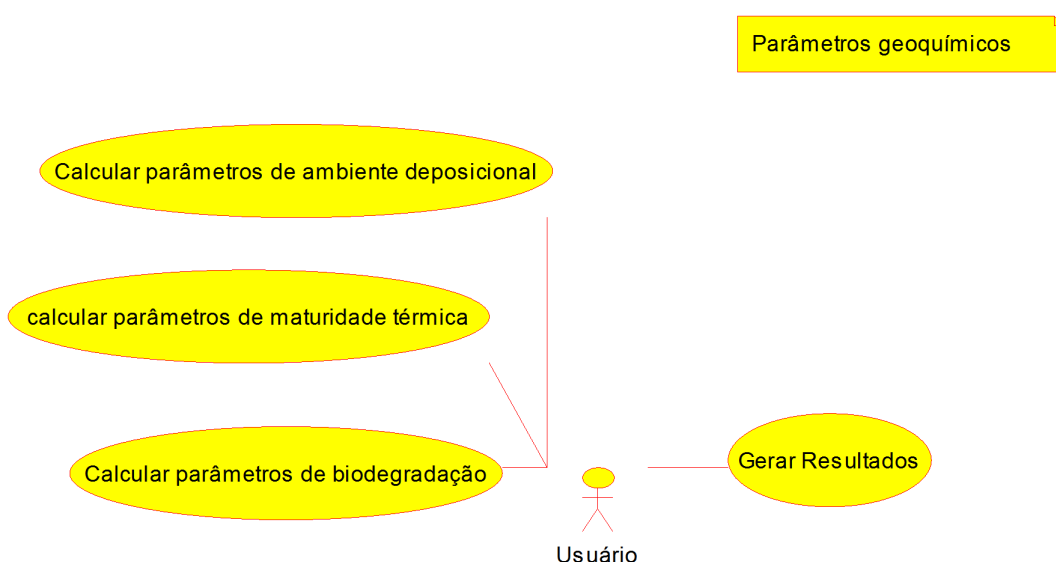 Parâmetros geoquímicos
Calcular parâmetros de ambiente deposicional
calcular parâmetros de maturidade térmica
Calcular parâmetros de biodegradação
Gerar Resultados
Usuário